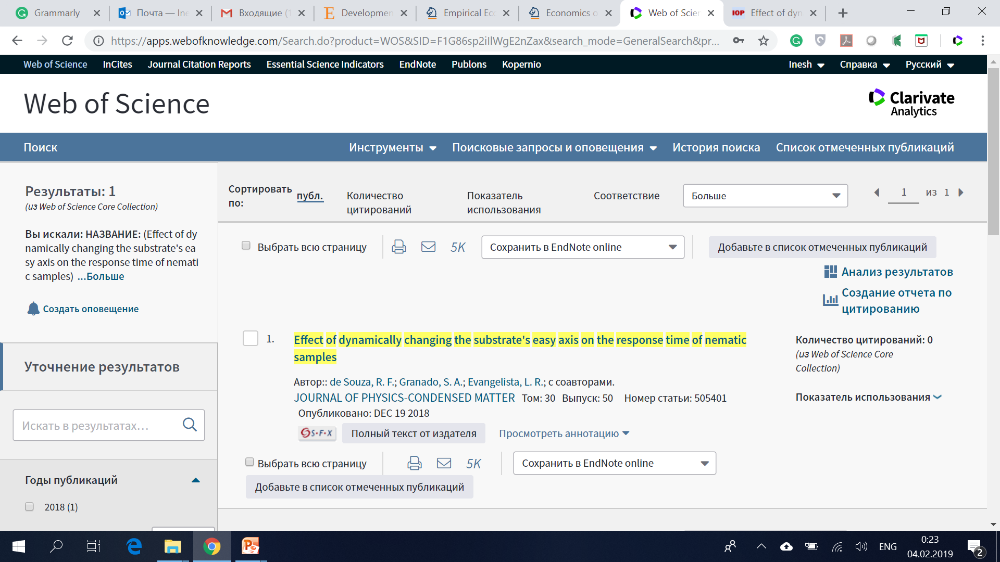 Grammarly
Почта — Ine
Входящие (1
Developmen
Empirical Ec
Economics o
Web of Scien
IOP Effect of dyn
https://apps.webofknowledge.com/Search.do?product=WOS&SID=F1G86sp2iIlWgE2nZax&search_mode=GeneralSearch&pr...
Web of Science InCites Journal Citation Reports Essential Science Indicators EndNote Publons Kopernio Inesh Справка Русский
Web of Science
Clarivate
Analytics
Поиск Инструменты Поисковые запросы и оповещения История поиска Список отмеченных публикаций
Результаты: 1
(из Web of Science Core Collection)
Вы искали: НАЗВАНИЕ: (Effect of dy
namically changing the substrate's ea
sy axis on the response time of nemati
c samples) ...Больше
Создать оповещение
Уточнение результатов
Искать в результатах...
Годы публикаций
2018 (1)
Сортировать
по:
публ.
Количество
цитирований
Показатель
использования
Соответствие
Больше
1 из 1
Выбрать всю страницу 5K Сохранить в EndNote online Добавьте в список отмеченных публикаций
Анализ результатов
Создание отчета по
цитированию
1. Effect of dynamically changing the substrate's easy axis on the response time of nematic
samples
Автор:: de Souza, R. F.; Granado, S. A.; Evangelista, L. R.; с соавторами.
JOURNAL OF PHYSICS-CONDENSED MATTER Том: 30 Выпуск: 50 Номер статьи: 505401
Опубликовано: DEC 19 2018
S·F·X Полный текст от издателя Просмотреть аннотацию
Количество цитирований: 0
(из Web of Science Core
Collection)
Показатель использования
Выбрать всю страницу 5K Сохранить в EndNote online
Добавьте в список отмеченных публикаций
ENG
0:23
04.02.2019
2